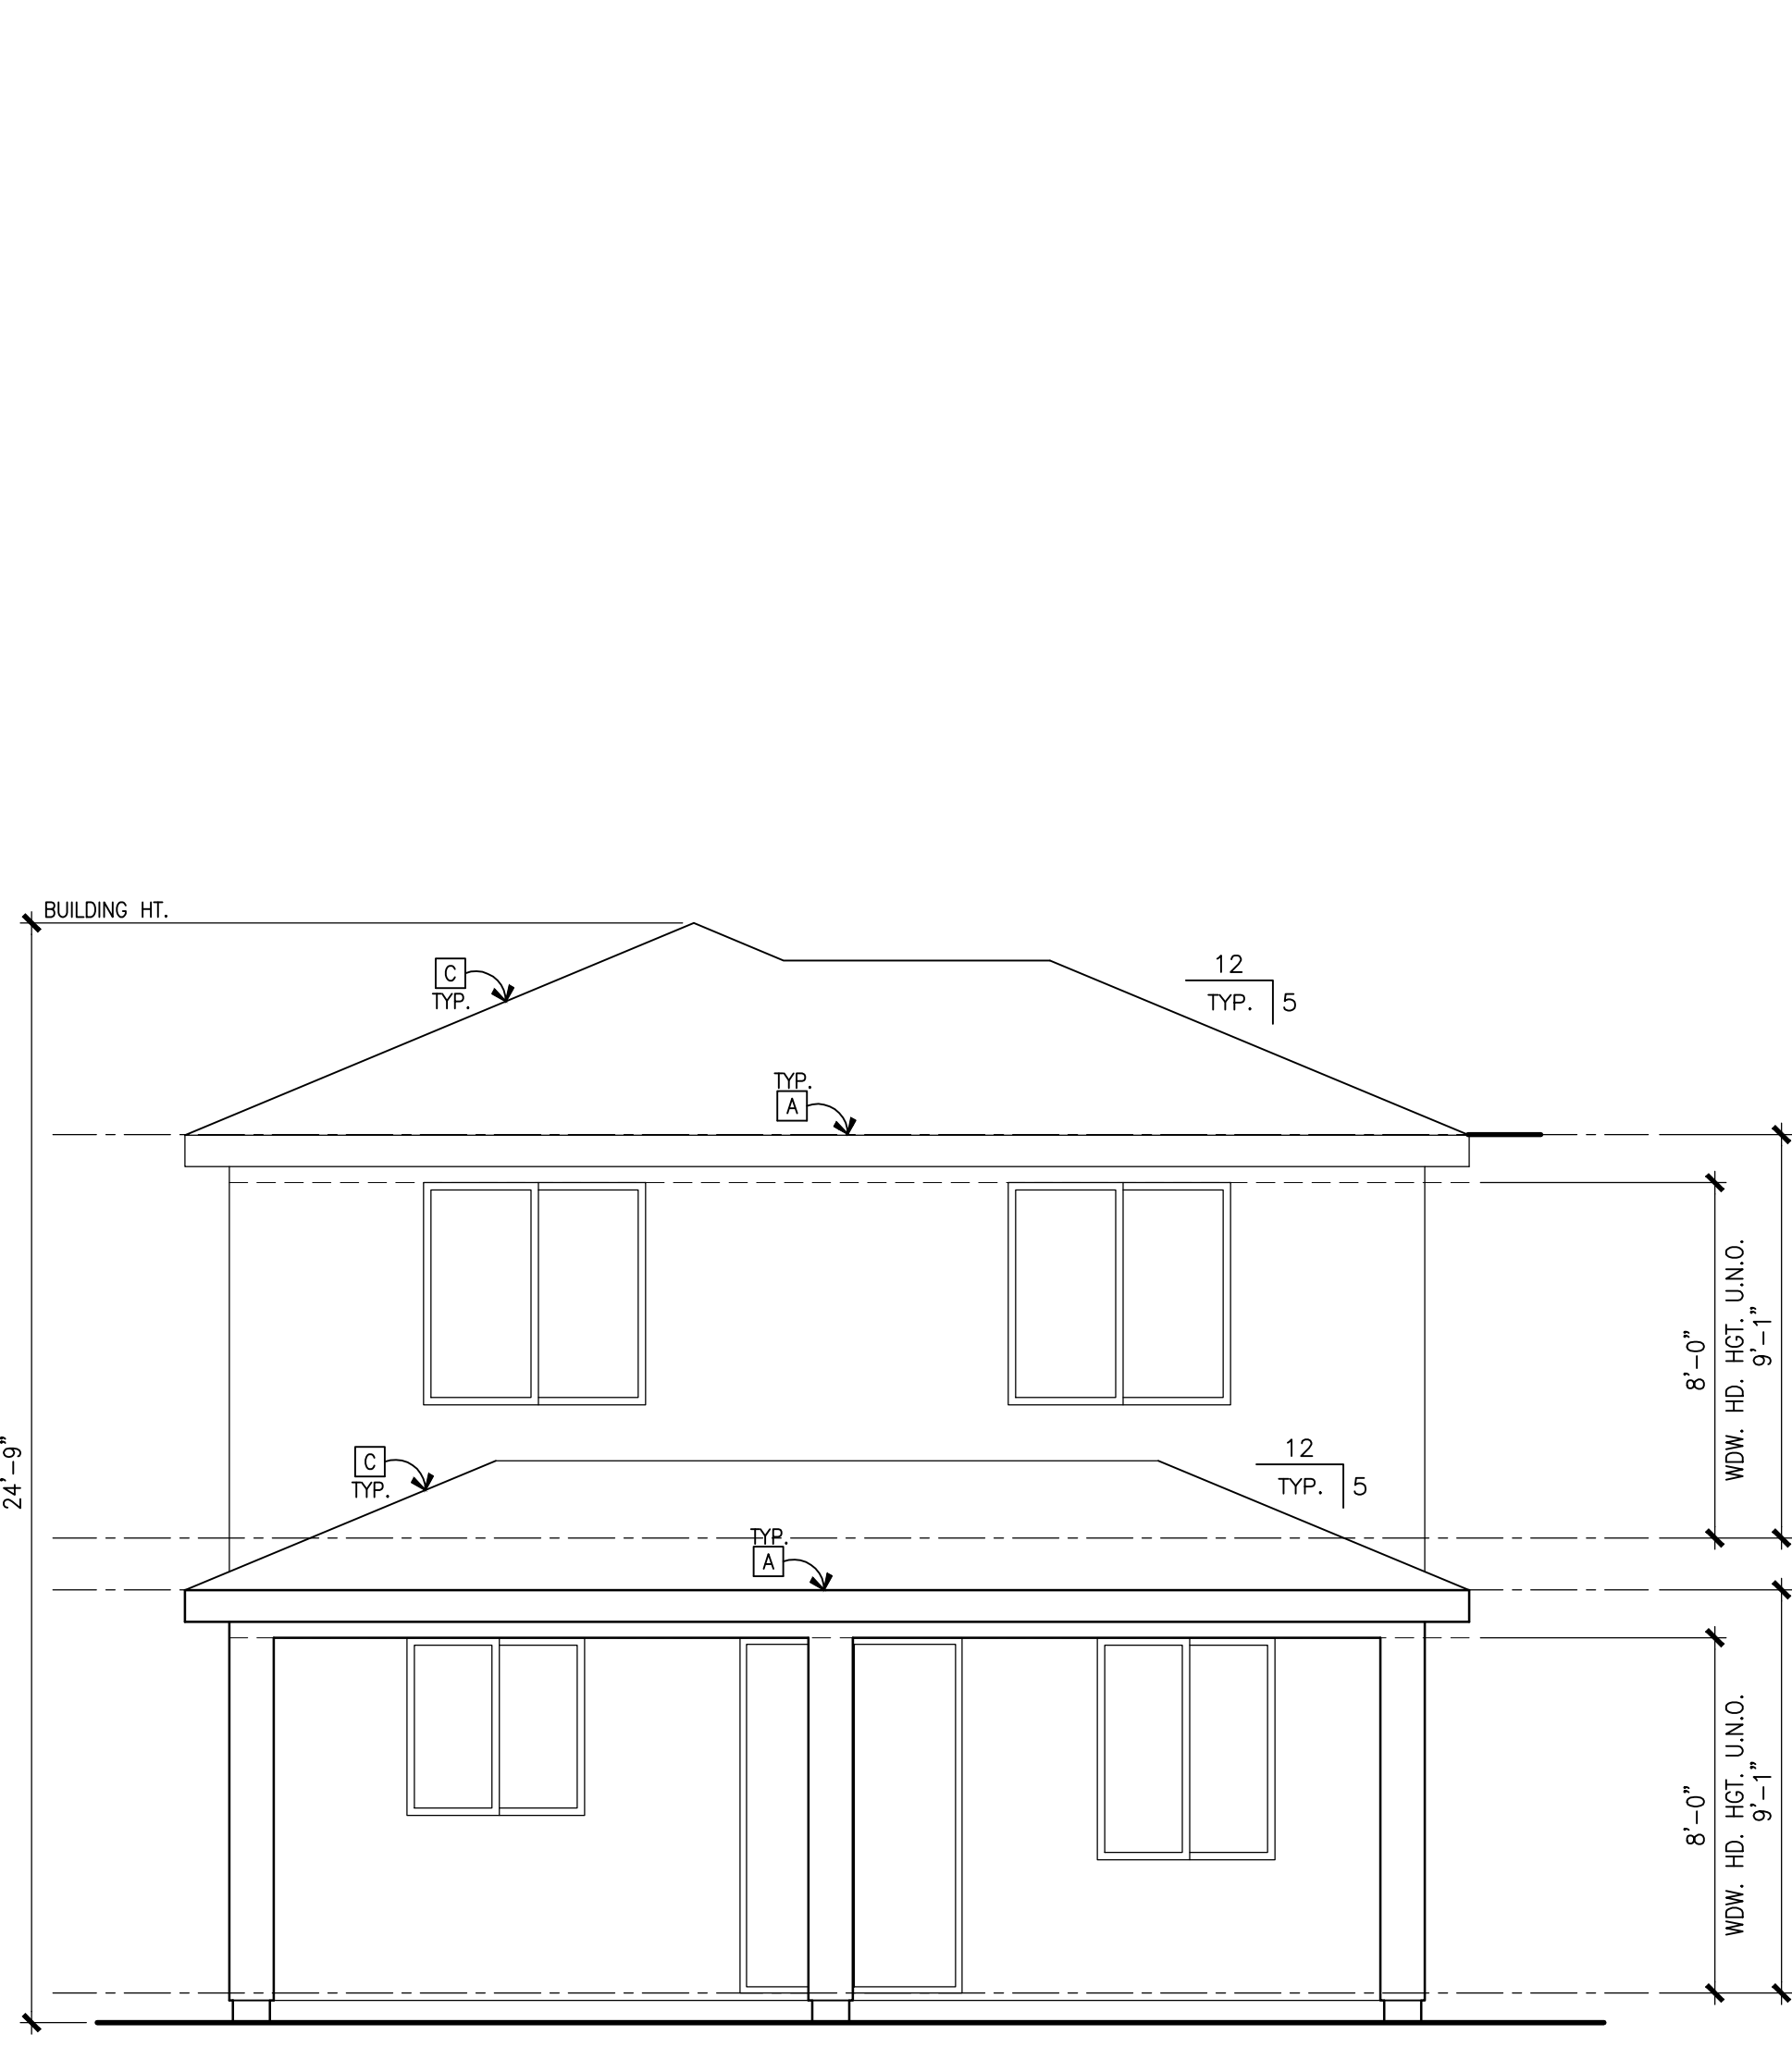 BUILDING HT.
12
C
TYP.
TYP.
5
TYP.
A
8'-0"
WDW. HD. HGT. U.N.O.
9'-1"
24'-9"
12
C
TYP.
TYP.
5
TYP.
A
8'-0"
WDW. HD. HGT. U.N.O.
9'-1"